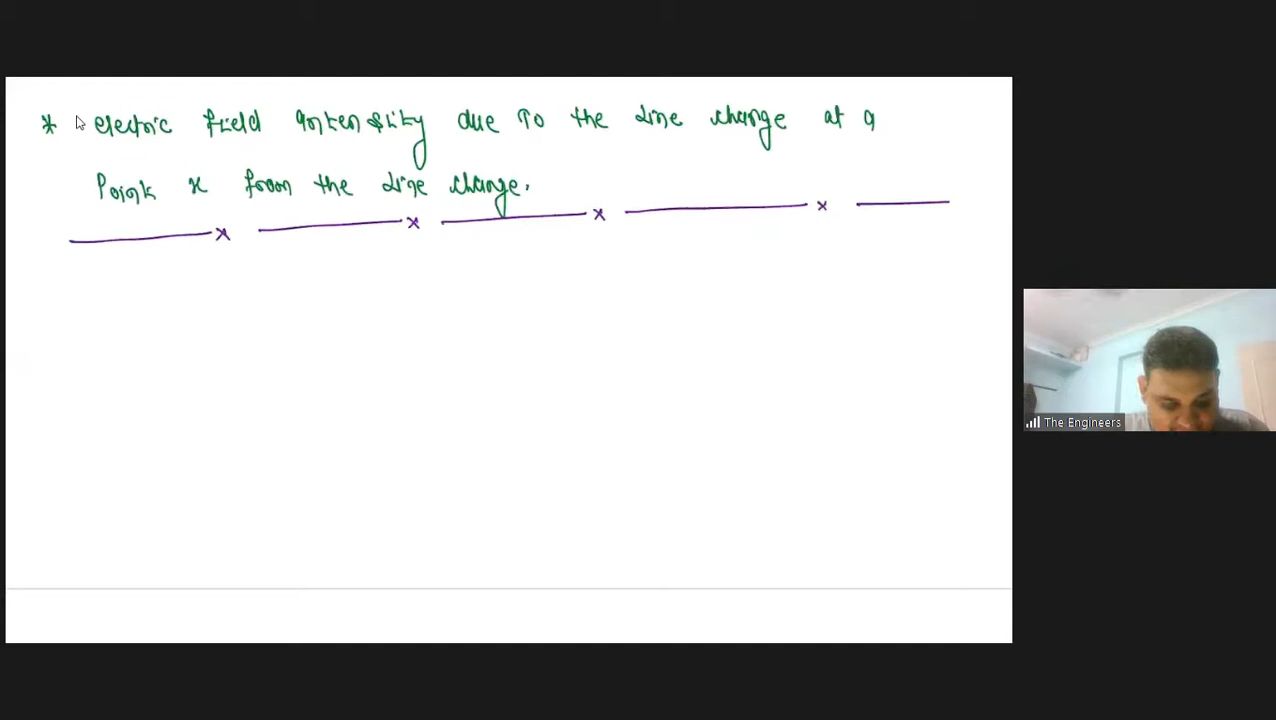 * electric field intensity due to the line charge at a
Point x from the line charge.
The Engineers